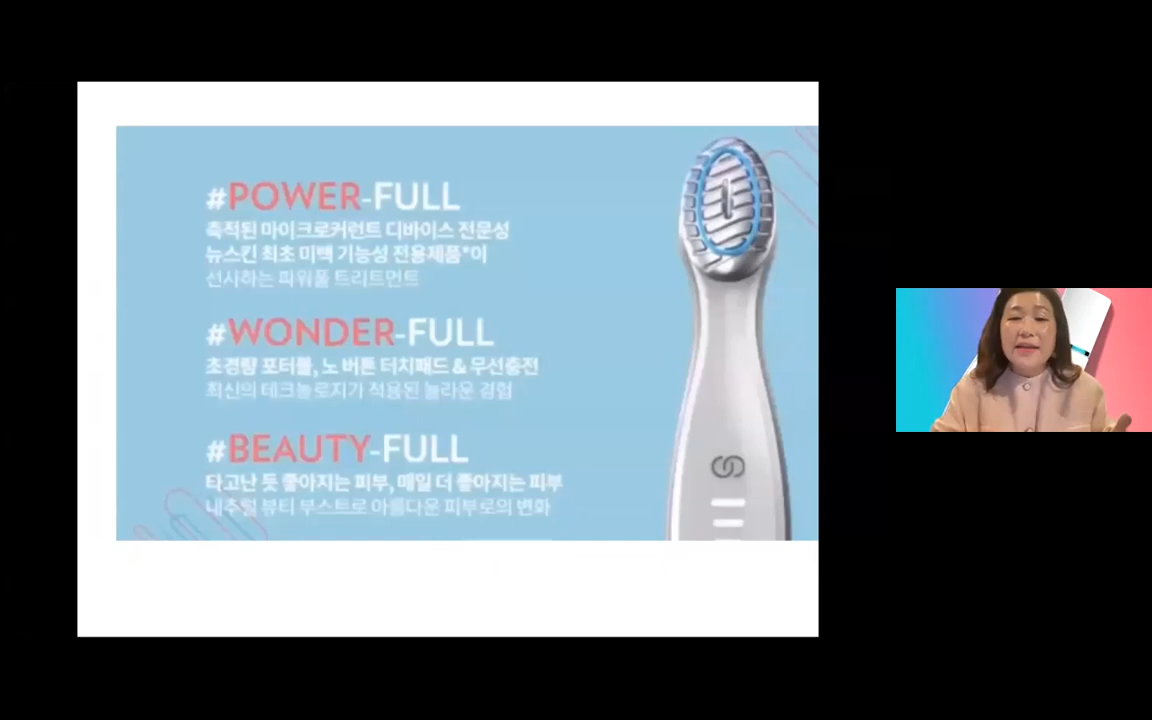 #POWER-FULL
축적된 마이크로커런트 디바이스 전문성
뉴스킨 최초 미백 기능성 전용제품*이
선사하는 파워풀 트리트먼트
#WONDER-FULL
초경량 포터블, 노 버튼 터치패드 & 무선충전
최신의 테크놀로지가 적용된 놀라운 경험
#BEAUTY-FULL
타고난 듯 좋아지는 피부, 매일 더 좋아지는 피부
내추럴 뷰티 부스트로 아름다운 피부로의 변화